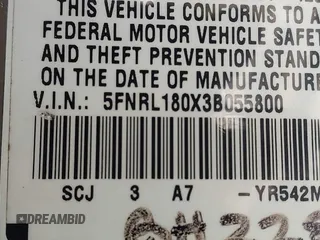 THIS VEHICLE CONFORMS TO A
FEDERAL MOTOR VEHICLE SAFET
AND THEFT PREVENTION STAND
ON THE DATE OF MANUFACTUR
V.I.N.: 5FNRL180X3B055800
SCJ 3 A7 -YR542M
DREAMBID